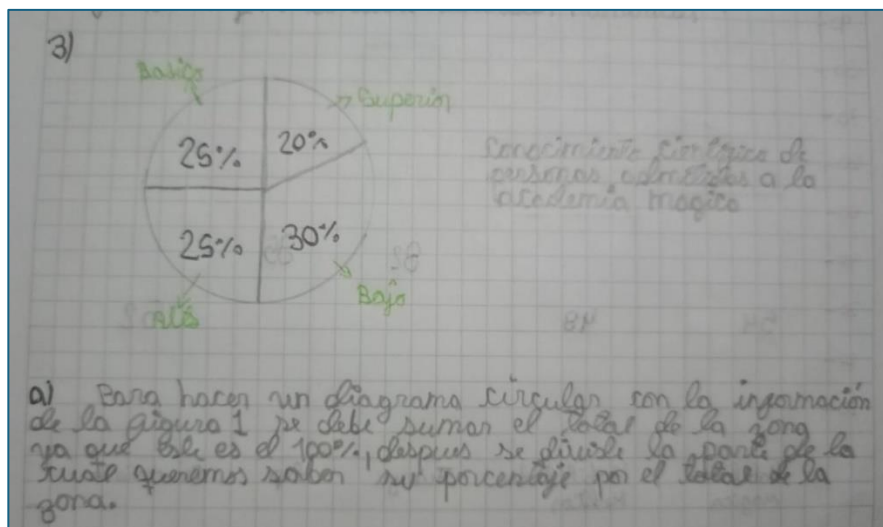 3)
Basico
Superior
25%
20%
25%
30%
Alto
Bajo
Conocimiento de
personas admitidas a la
academia magica
a) Para hacer un diagrama circular con la información
de la figura 1 se debe sumar el total de la zona
ya que este es el 100%, despues se divide la parte de la
cual queremos saber su porcentaje por el total de la
zona.